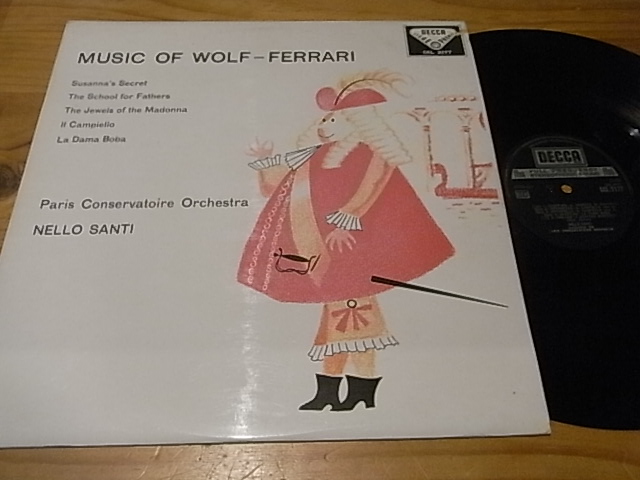 DECCA
MUSIC OF WOLF-FERRARI
Susanna's Secret
The School for Fathers
The Jewels of the Madonna
Il Campiello
La Dama Boba
Paris Conservatoire Orchestra
NELLO SANTI
DECCA